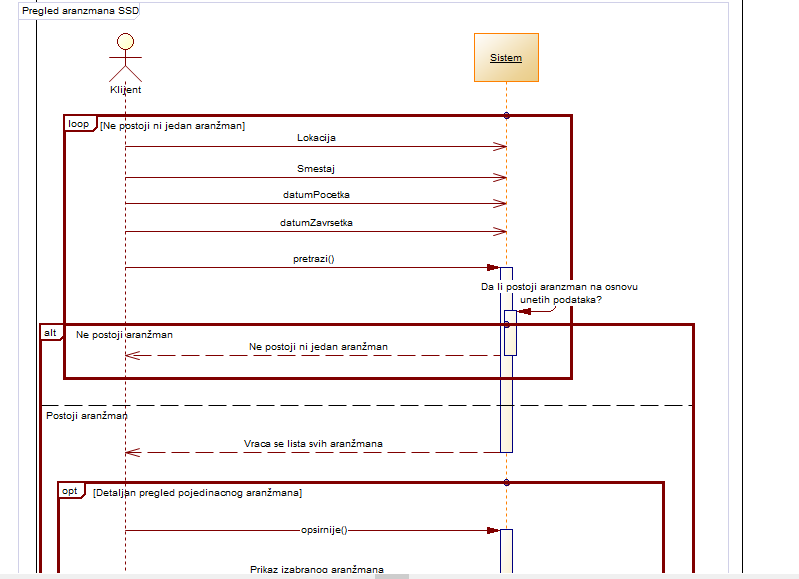 Pregled aranzmana SSD
Sistem
Klijent
loop
[Ne postoji ni jedan aranžman]
Lokacija
Smestaj
datumPocetka
datumZavrsetka
pretrazi()
Da li postoji aranzman na osnovu
unetih podataka?
alt
Ne postoji aranžman
Ne postoji ni jedan aranžman
Postoji aranžman
Vraca se lista svih aranžmana
opt
[Detaljan pregled pojedinacnog aranžmana]
opsirnije()
Prikaz izabranog aranžmana